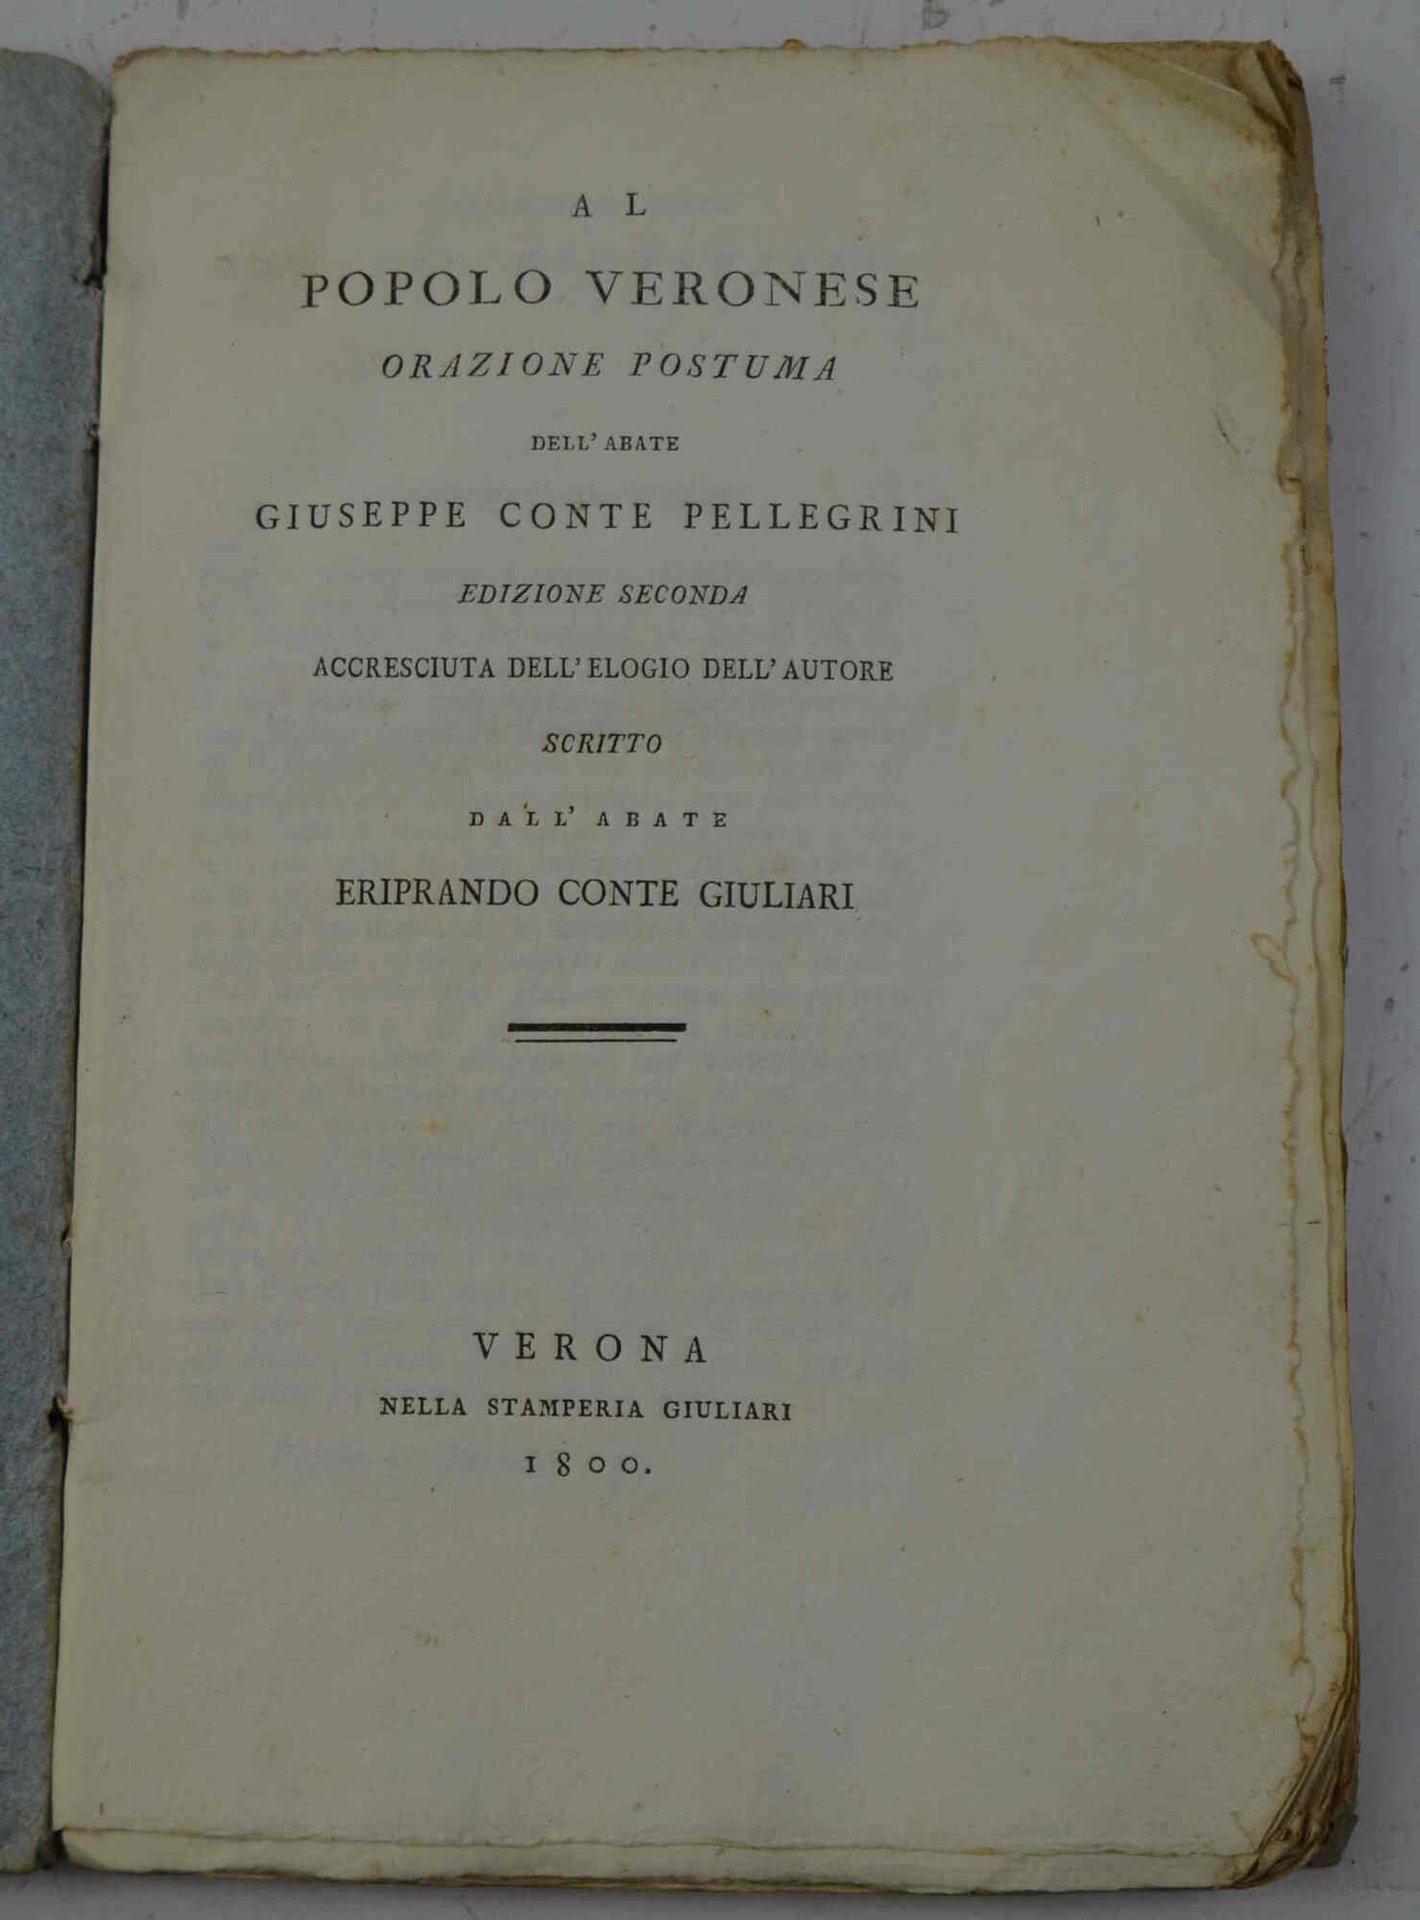 AL
POPOLO VERONESE
ORAZIONE POSTUMA
DELL' ABATE
GIUSEPPE CONTE PELLEGRINI
EDIZIONE SECONDA
ACCRESCIUTA DELL' ELOGIO DELL' AUTORE
SCRITTO
DALL' ABATE
ERIPRANDO CONTE GIULIARI
VERONA
NELLA STAMPERIA GIULIARI
1800.